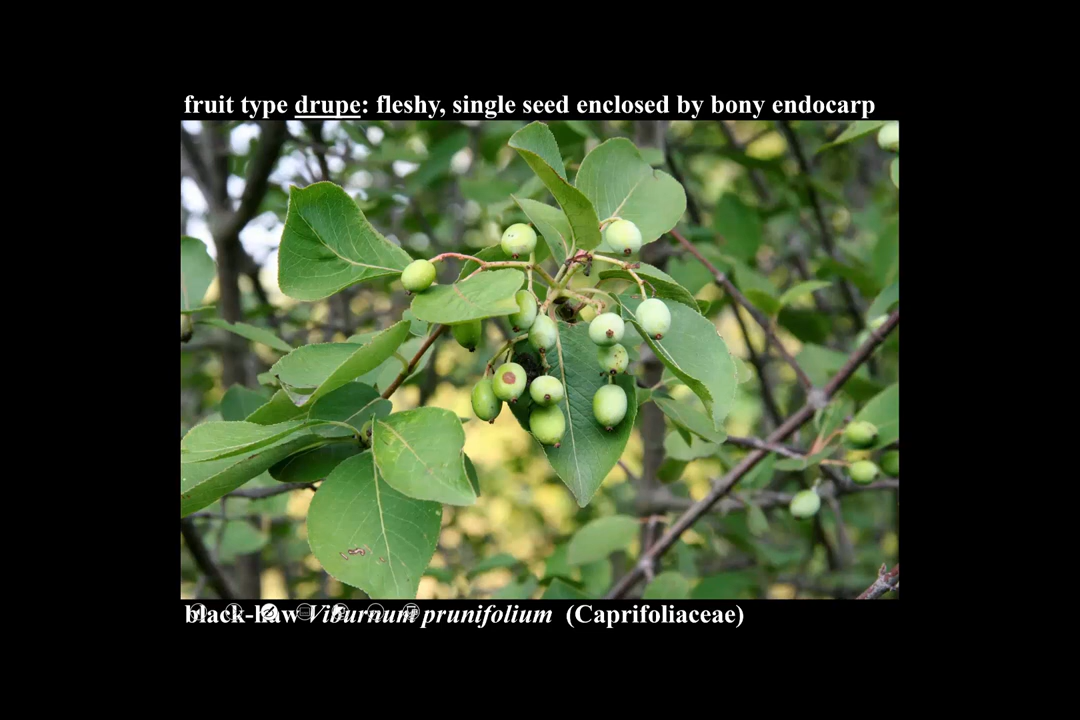 fruit type drupe: fleshy, single seed enclosed by bony endocarp
black-haw Viburnum prunifolium (Caprifoliaceae)